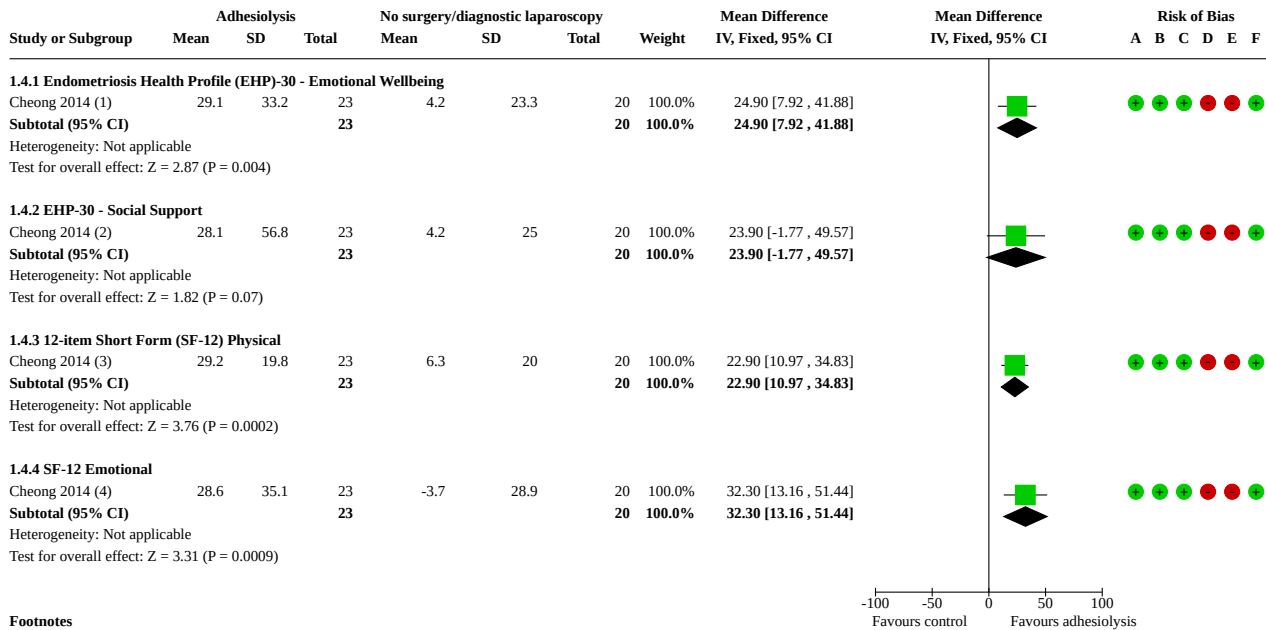 Adhesiolysis No surgery/diagnostic laparoscopy Mean Difference Mean Difference Risk of Bias
Study or Subgroup Mean SD Total Mean SD Total Weight IV, Fixed, 95% CI IV, Fixed, 95% CI A B C D E F
1.4.1 Endometriosis Health Profile (EHP)-30 - Emotional Wellbeing
Cheong 2014 (1) 29.1 33.2 23 4.2 23.3 20 100.0% 24.90 [7.92 , 41.88] + + + - - +
Subtotal (95% CI) 23 20 100.0% 24.90 [7.92 , 41.88]
Heterogeneity: Not applicable
Test for overall effect: Z = 2.87 (P = 0.004)
1.4.2 EHP-30 - Social Support
Cheong 2014 (2) 28.1 56.8 23 4.2 25 20 100.0% 23.90 [-1.77 , 49.57] + + + - - +
Subtotal (95% CI) 23 20 100.0% 23.90 [-1.77 , 49.57]
Heterogeneity: Not applicable
Test for overall effect: Z = 1.82 (P = 0.07)
1.4.3 12-item Short Form (SF-12) Physical
Cheong 2014 (3) 29.2 19.8 23 6.3 20 20 100.0% 22.90 [10.97 , 34.83] + + + - - +
Subtotal (95% CI) 23 20 100.0% 22.90 [10.97 , 34.83]
Heterogeneity: Not applicable
Test for overall effect: Z = 3.76 (P = 0.0002)
1.4.4 SF-12 Emotional
Cheong 2014 (4) 28.6 35.1 23 -3.7 28.9 20 100.0% 32.30 [13.16 , 51.44] + + + - - +
Subtotal (95% CI) 23 20 100.0% 32.30 [13.16 , 51.44]
Heterogeneity: Not applicable
Test for overall effect: Z = 3.31 (P = 0.0009)
-100 -50 0 50 100
Footnotes Favours control Favours adhesiolysis